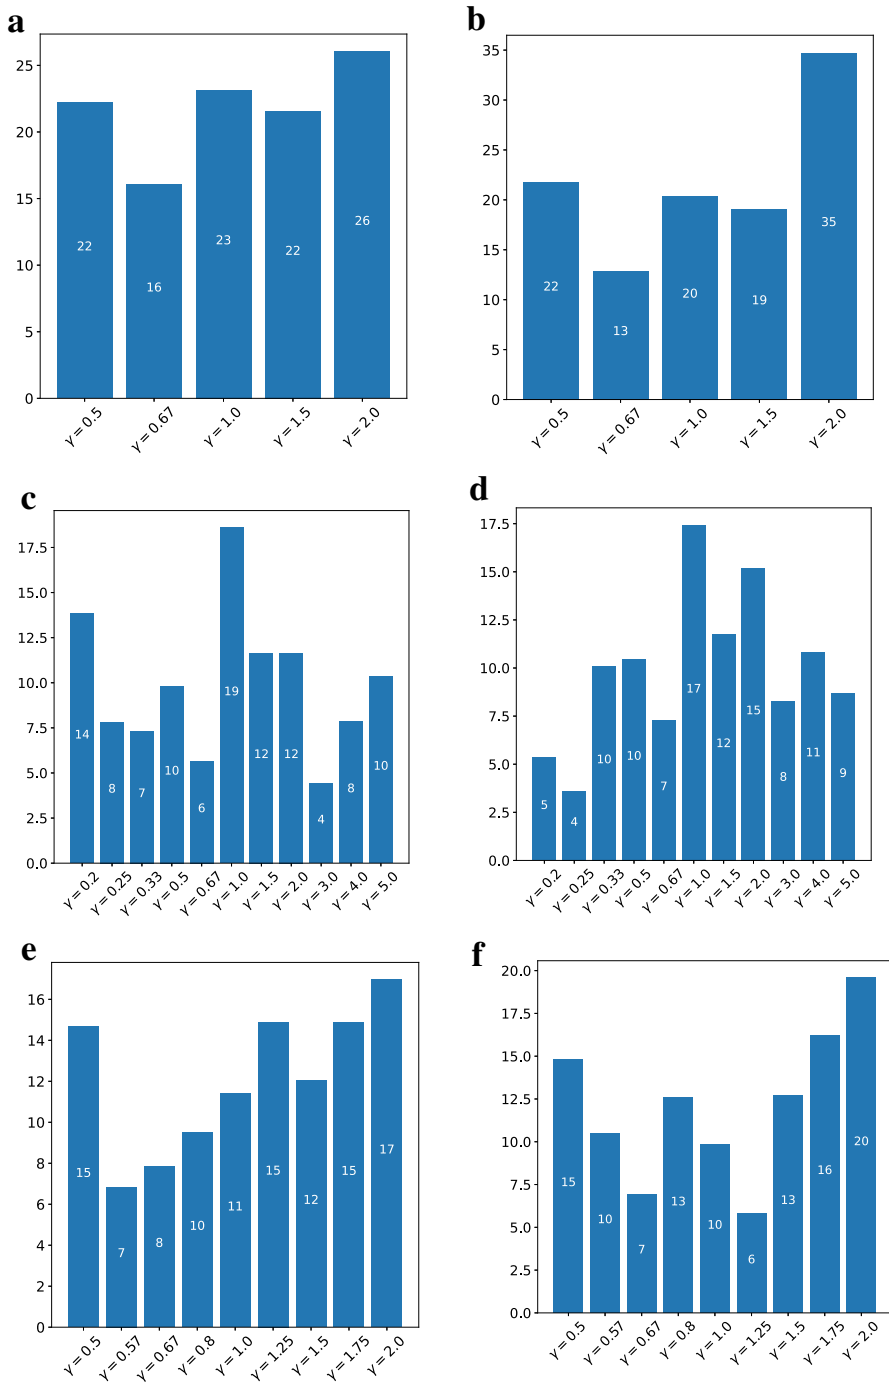 a
25
20
15
10
5
0
22
16
23
22
26
γ = 0.5
γ = 0.67
γ = 1.0
γ = 1.5
γ = 2.0
b
35
30
25
20
15
10
5
0
22
13
20
19
35
γ = 0.5
γ = 0.67
γ = 1.0
γ = 1.5
γ = 2.0
c
17.5
15.0
12.5
10.0
7.5
5.0
2.5
0.0
14
8
7
10
6
19
12
12
4
8
10
γ = 0.2
γ = 0.25
γ = 0.33
γ = 0.5
γ = 0.67
γ = 1.0
γ = 1.5
γ = 2.0
γ = 3.0
γ = 4.0
γ = 5.0
d
17.5
15.0
12.5
10.0
7.5
5.0
2.5
0.0
5
4
10
10
7
17
12
15
8
11
9
γ = 0.2
γ = 0.25
γ = 0.33
γ = 0.5
γ = 0.67
γ = 1.0
γ = 1.5
γ = 2.0
γ = 3.0
γ = 4.0
γ = 5.0
e
16
14
12
10
8
6
4
2
0
15
7
8
10
11
15
12
15
17
γ = 0.5
γ = 0.57
γ = 0.67
γ = 0.8
γ = 1.0
γ = 1.25
γ = 1.5
γ = 1.75
γ = 2.0
f
20.0
17.5
15.0
12.5
10.0
7.5
5.0
2.5
0.0
15
10
7
13
10
6
13
16
20
γ = 0.5
γ = 0.57
γ = 0.67
γ = 0.8
γ = 1.0
γ = 1.25
γ = 1.5
γ = 1.75
γ = 2.0